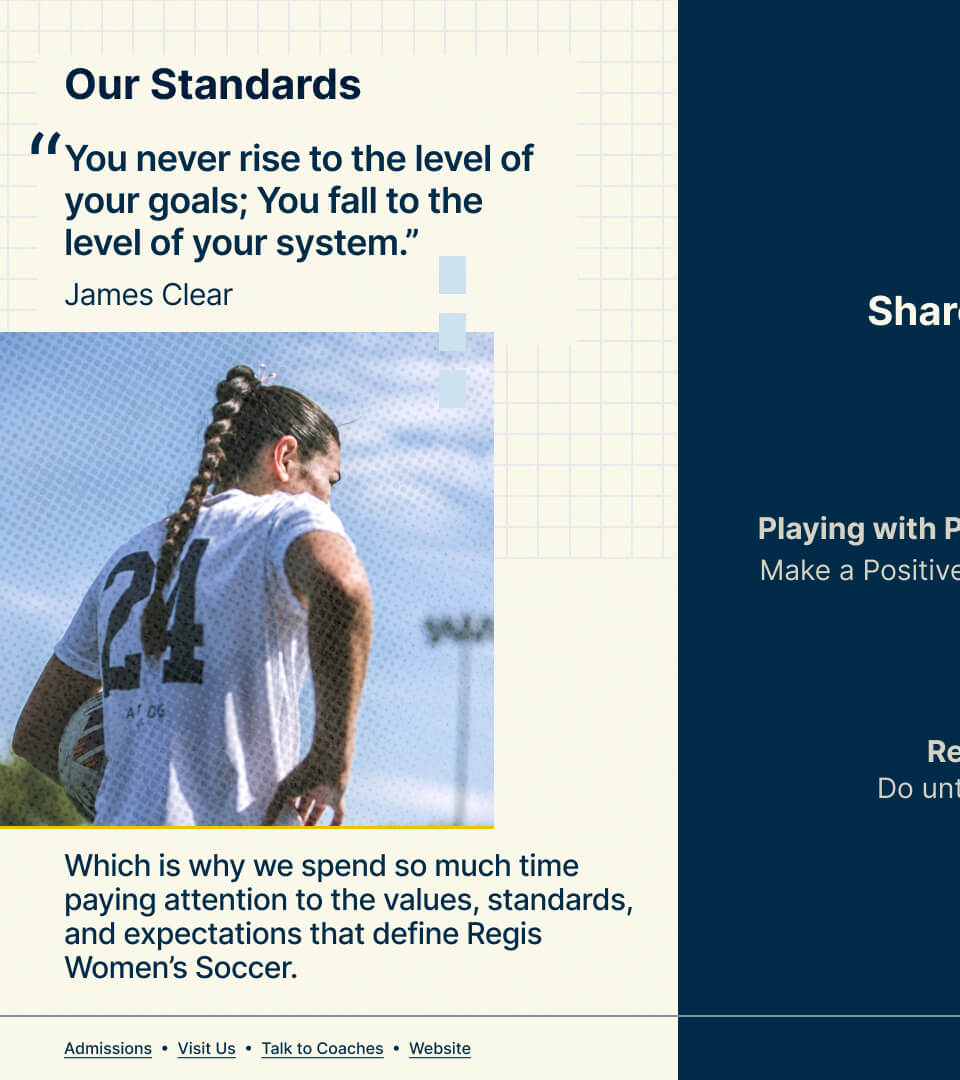 Our Standards
“You never rise to the level of
your goals; You fall to the
level of your system.”
James Clear
24
Which is why we spend so much time
paying attention to the values, standards,
and expectations that define Regis
Women’s Soccer.
Admissions • Visit Us • Talk to Coaches • Website
Shar
Playing with P
Make a Positive
Re
Do unt